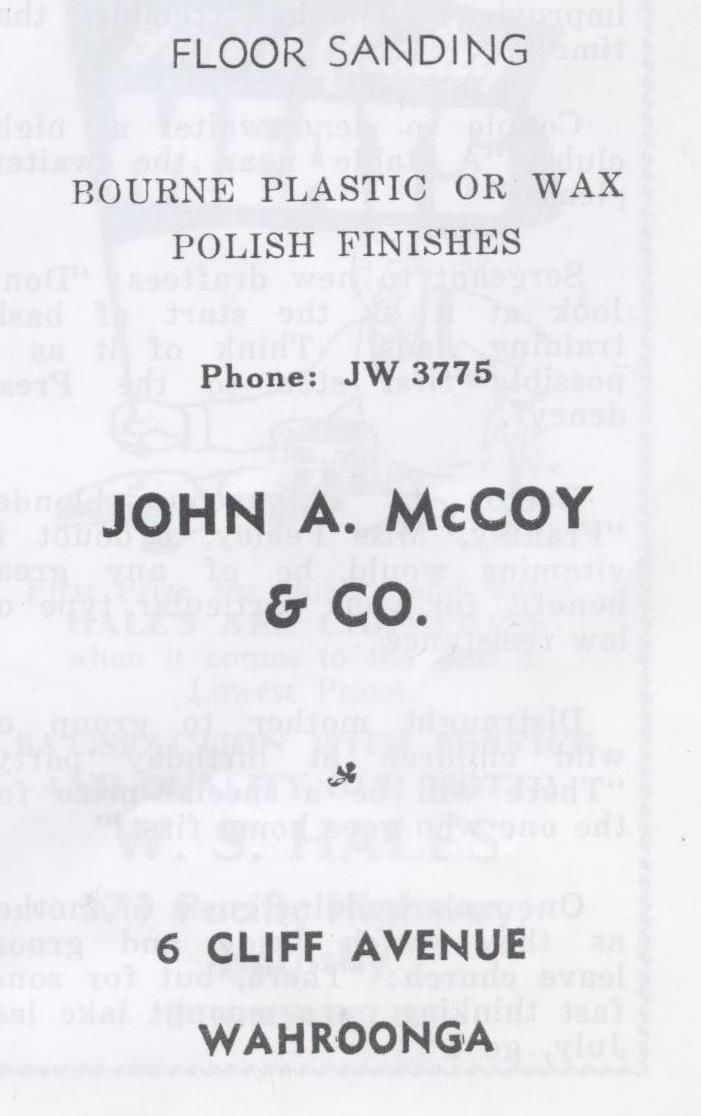 FLOOR SANDING
BOURNE PLASTIC OR WAX
POLISH FINISHES
Phone: JW 3775
JOHN A. McCOY
& CO.
6 CLIFF AVENUE
WAHROONGA